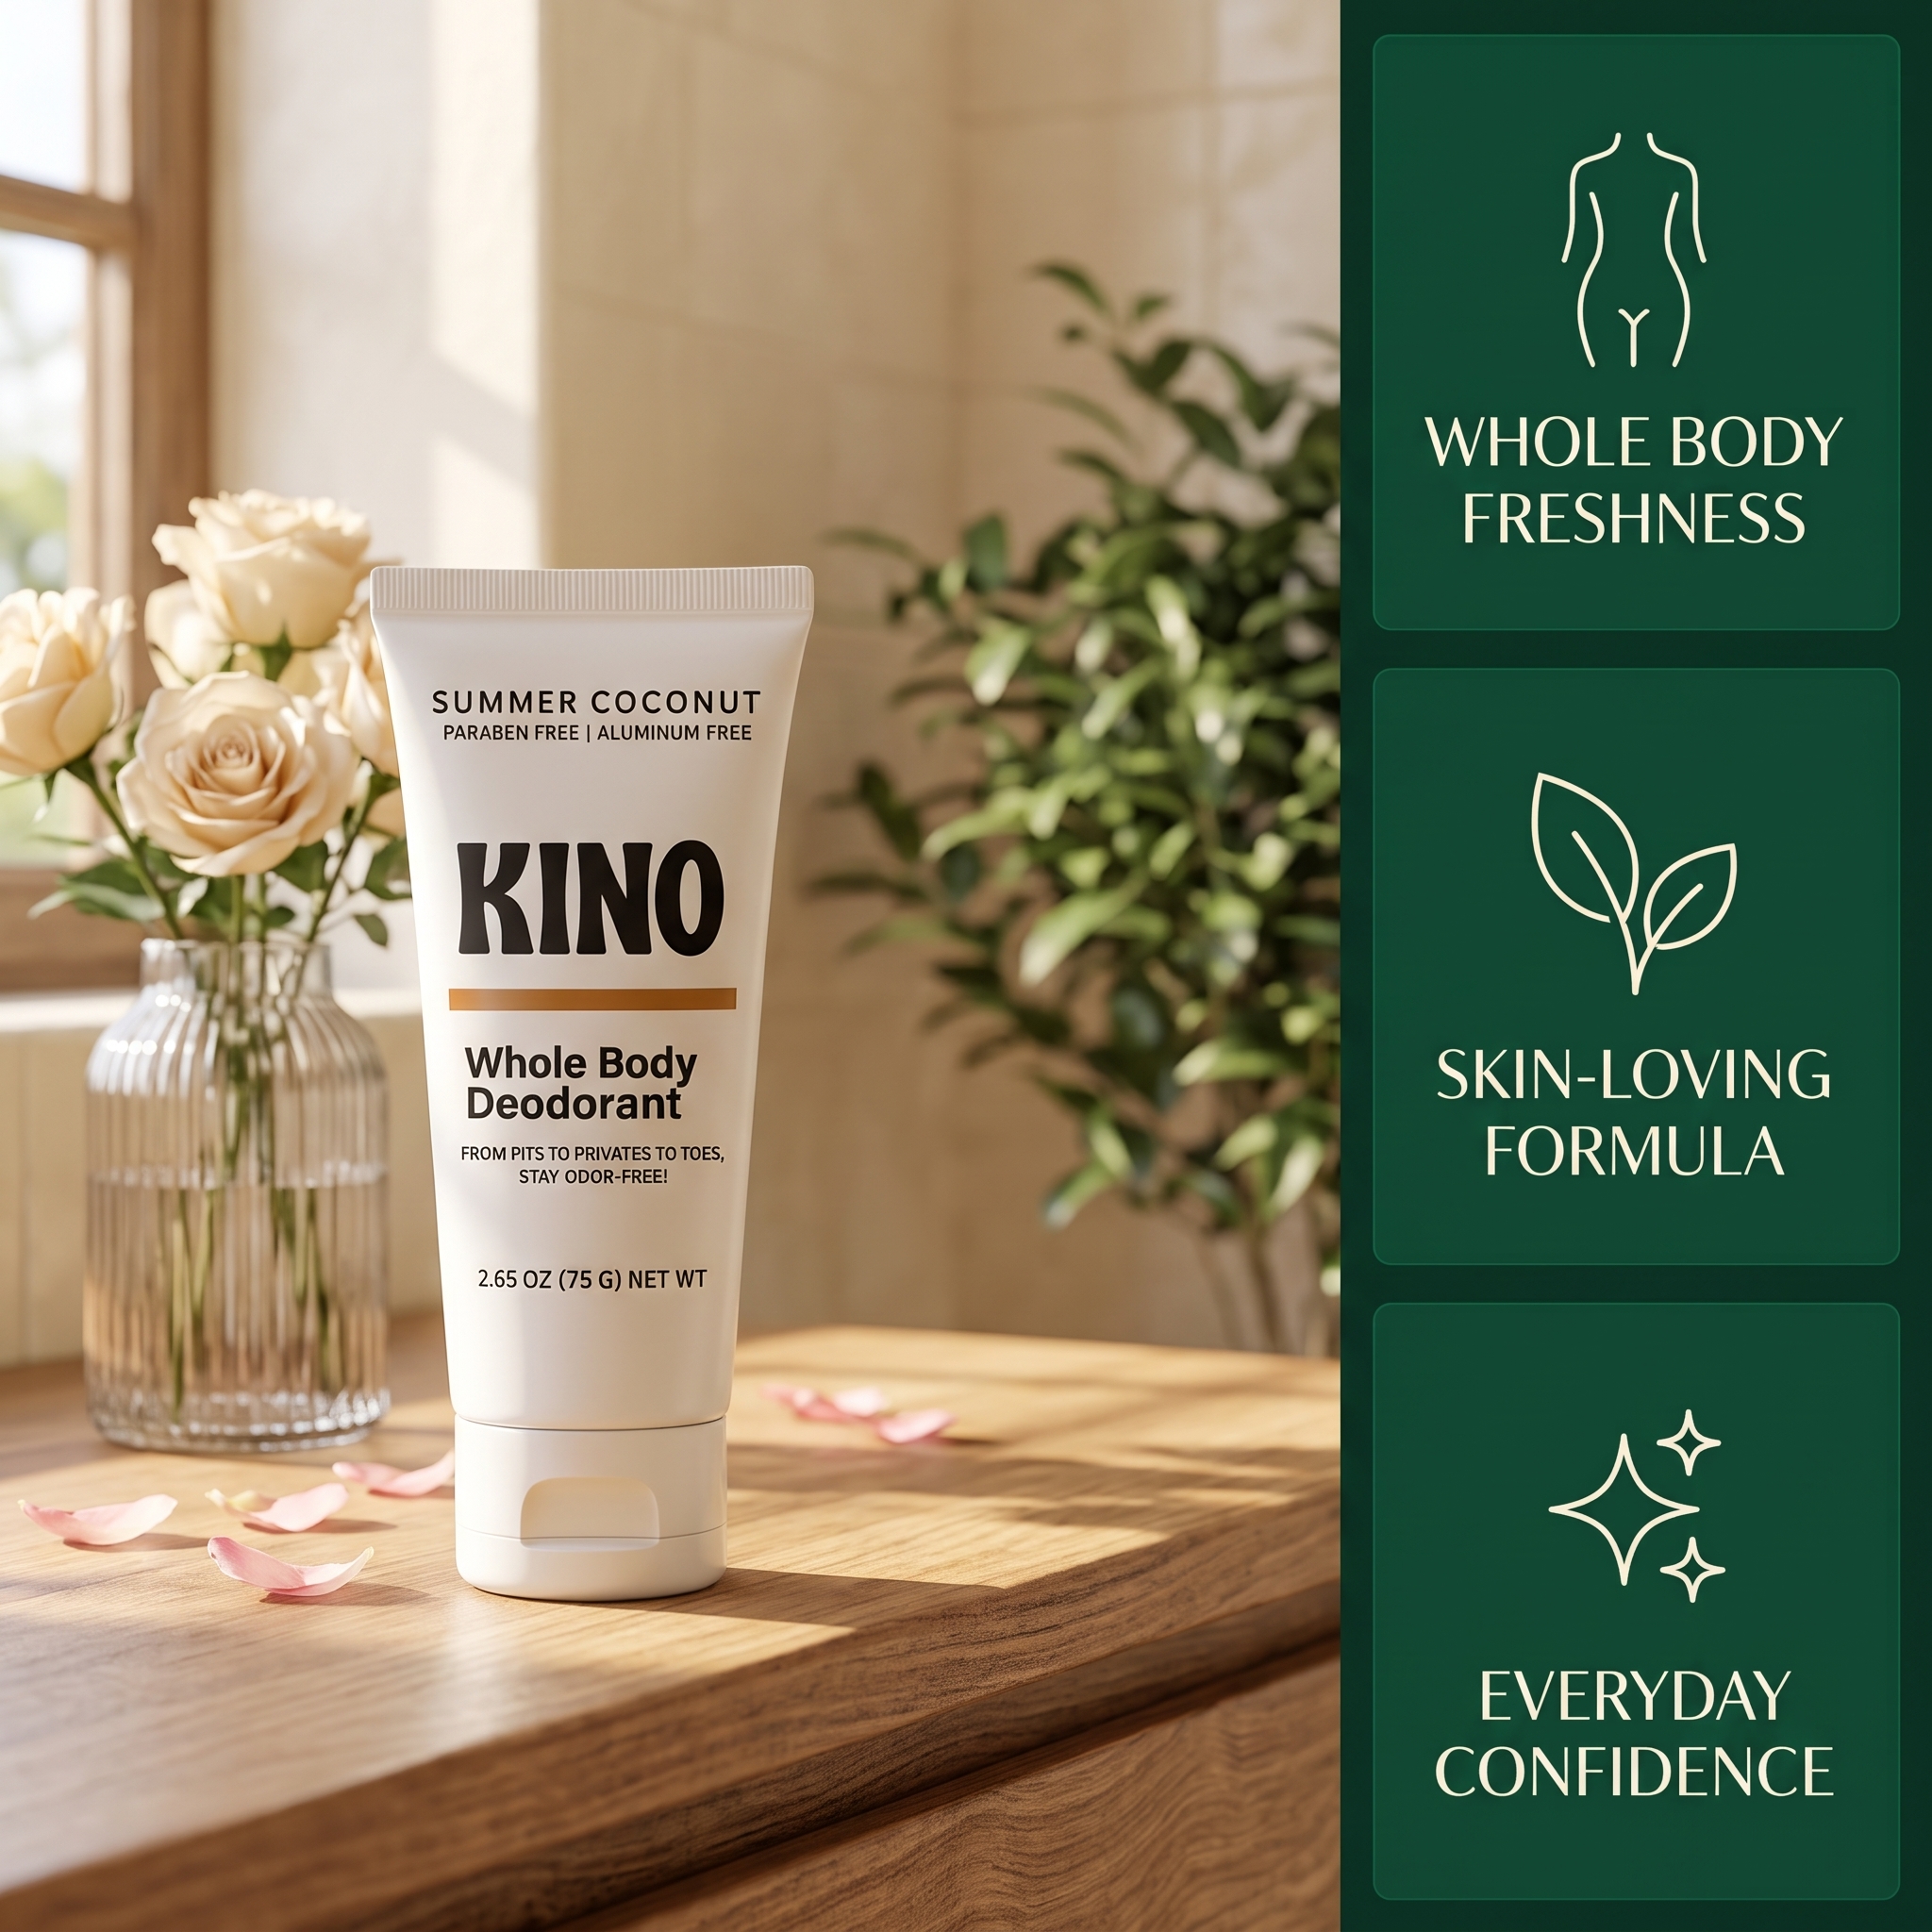 SUMMER COCONUT
PARABEN FREE | ALUMINUM FREE
KINO
Whole Body
Deodorant
FROM PITS TO PRIVATES TO TOES,
STAY ODOR-FREE!
2.65 OZ (75 G) NET WT
WHOLE BODY
FRESHNESS
SKIN-LOVING
FORMULA
EVERYDAY
CONFIDENCE